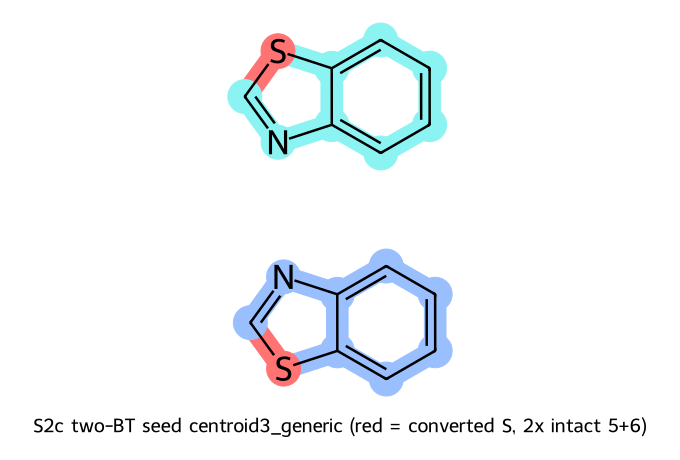 S
N
N
S
S2c two-BT seed centroid3_generic (red = converted S, 2x intact 5+6)